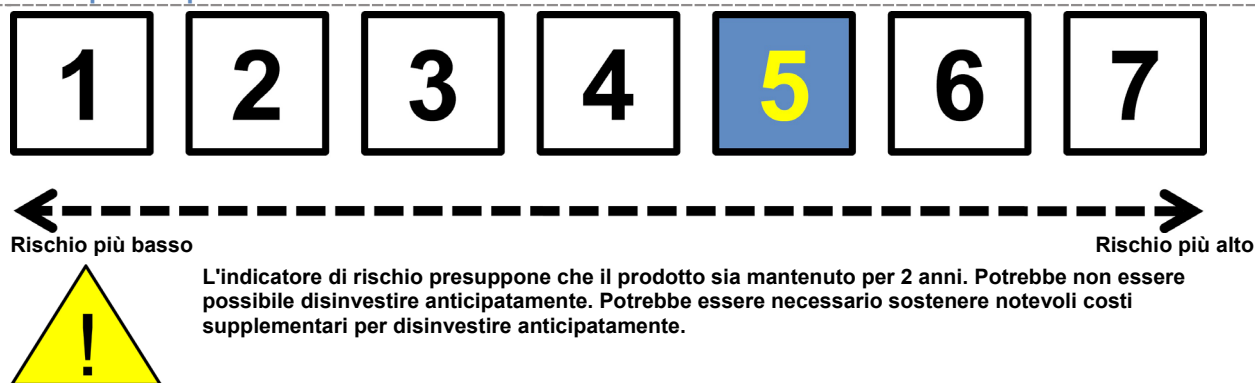 1 2 3 4 5 6 7
Rischio più basso Rischio più alto
L'indicatore di rischio presuppone che il prodotto sia mantenuto per 2 anni. Potrebbe non essere
possibile disinvestire anticipatamente. Potrebbe essere necessario sostenere notevoli costi
supplementari per disinvestire anticipatamente.
!